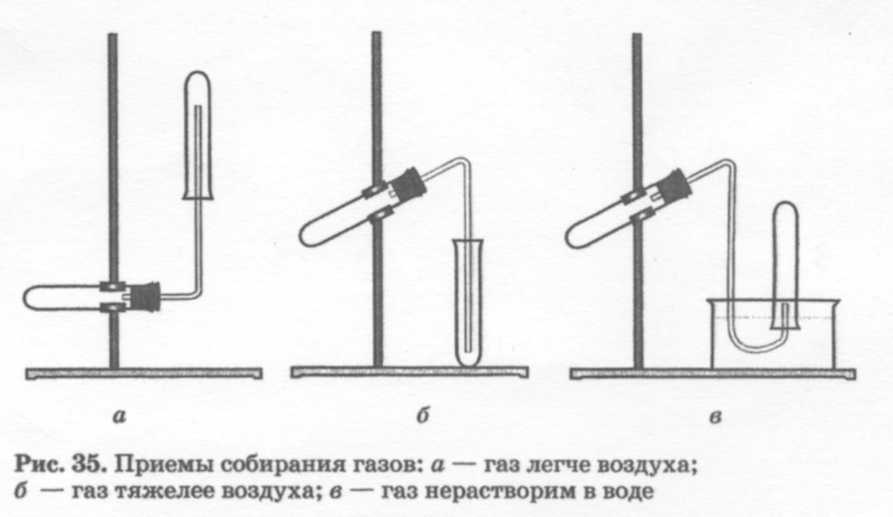 а б в
Рис. 35. Приемы собирания газов: а — газ легче воздуха;
б — газ тяжелее воздуха; в — газ нерастворим в воде